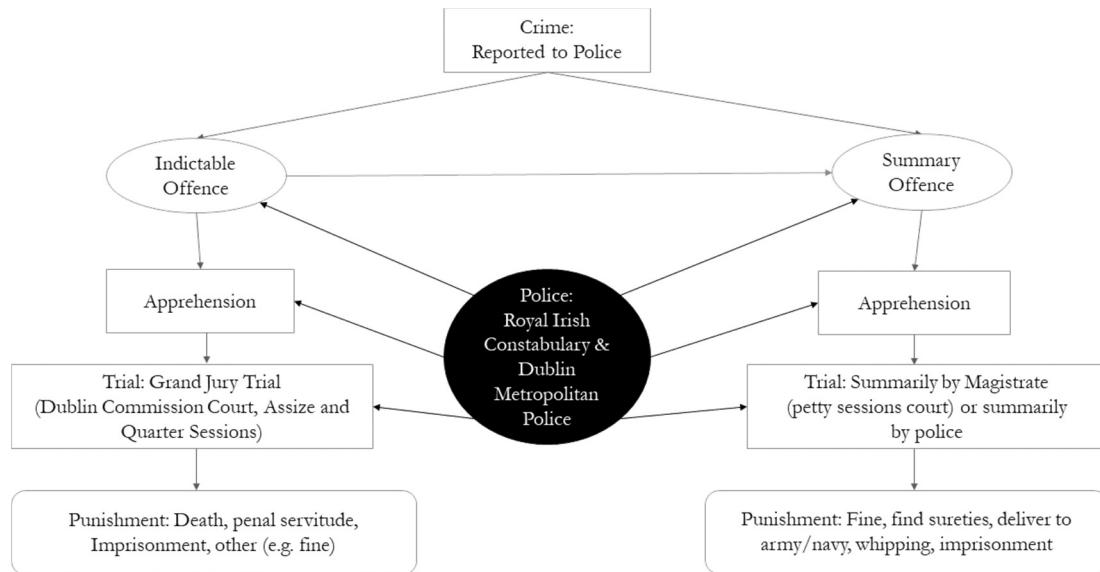 Crime:
Reported to Police
Indictable
Offence
Summary
Offence
Apprehension
Police:
Royal Irish
Constabulary &
Dublin
Metropolitan
Police
Apprehension
Trial: Grand Jury Trial
(Dublin Commission Court, Assize and
Quarter Sessions)
Trial: Summarily by Magistrate
(petty sessions court) or summarily
by police
Punishment: Death, penal servitude,
Imprisonment, other (e.g. fine)
Punishment: Fine, find sureties, deliver to
army/navy, whipping, imprisonment